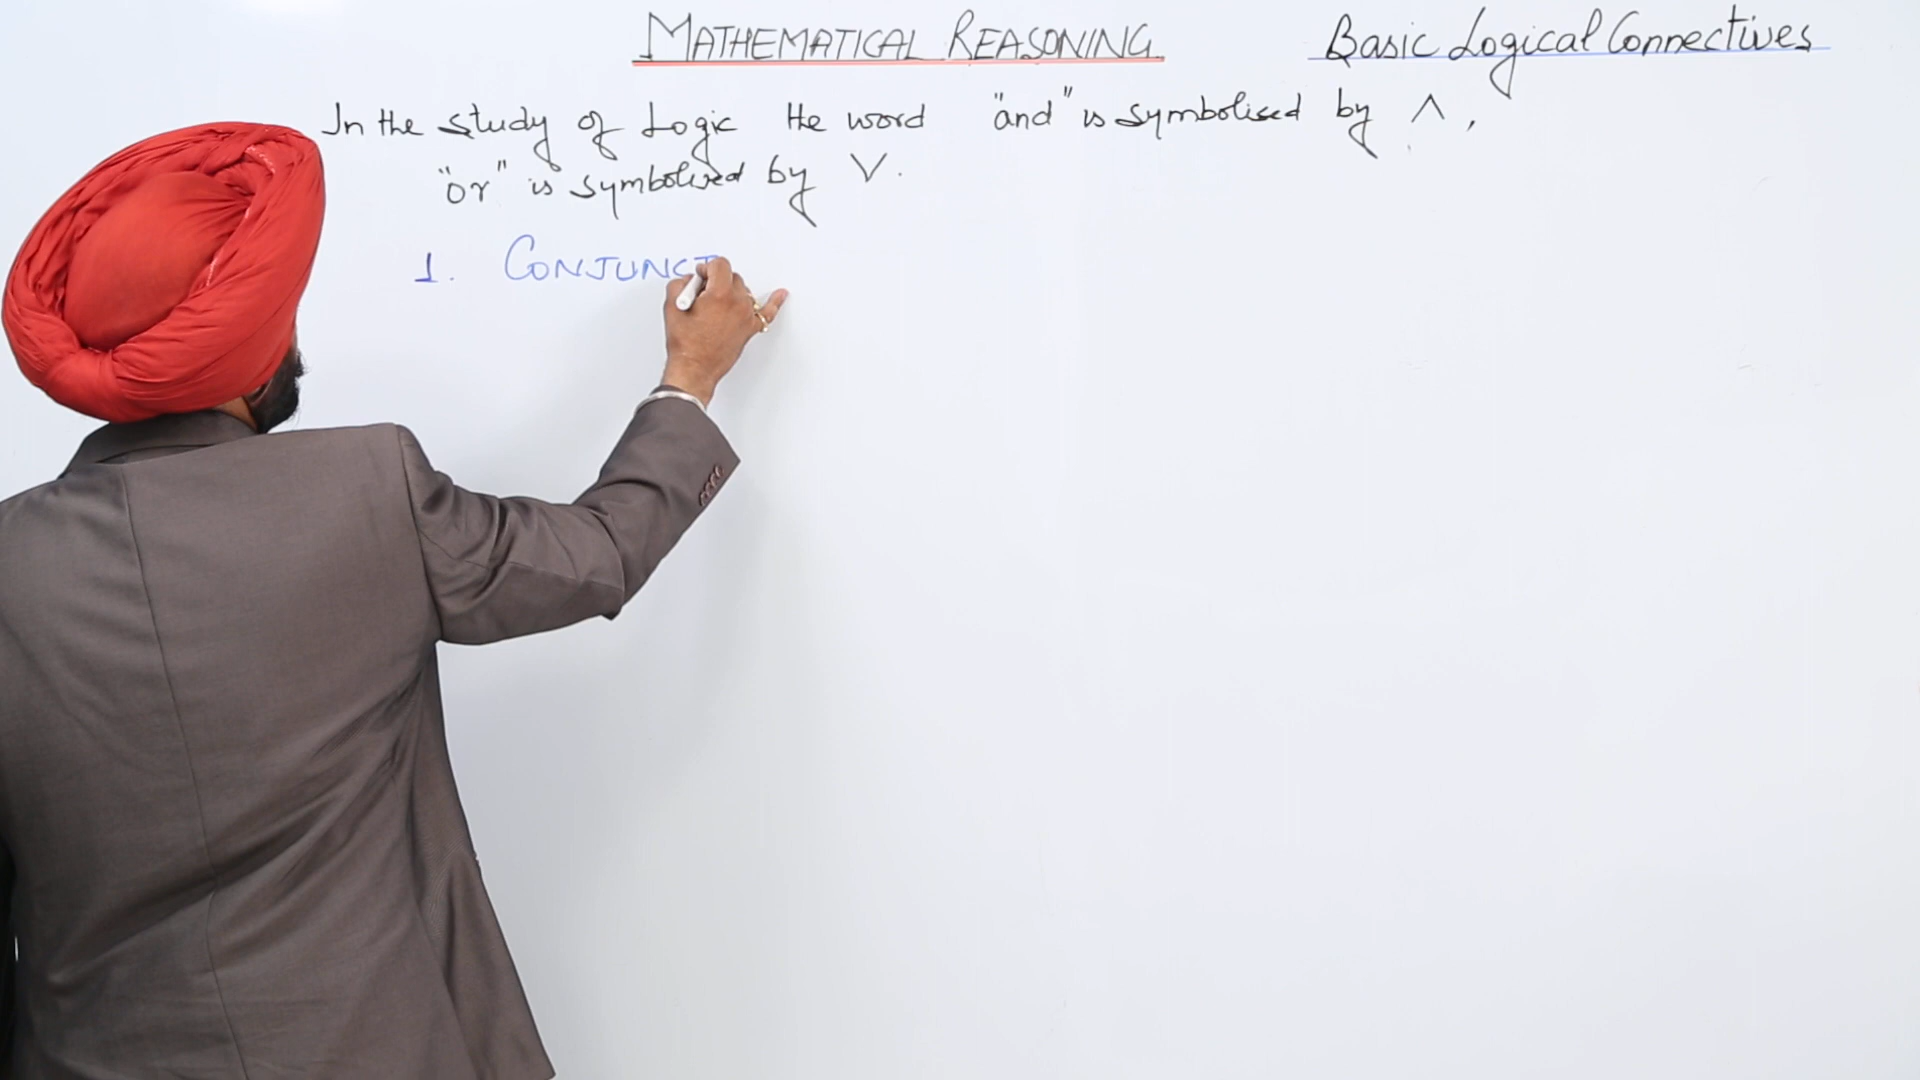 MATHEMATICAL REASONING. Basic Logical Connectives
In the study of Logic the word "and" is symbolised by ∧,
"or" is symbolised by ∨.
1. CONJUNCT